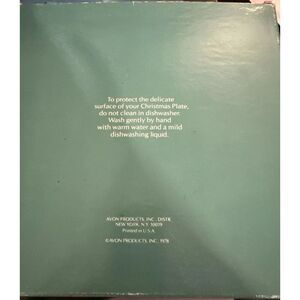 To protect the delicate
surface of your Christmas Plate,
do not clean in dishwasher.
Wash gently by hand
with warm water and a mild
dishwashing liquid.
AVON PRODUCTS, INC., DISTR.
NEW YORK, N.Y. 10019
Printed in U.S.A.
©AVON PRODUCTS, INC., 1978